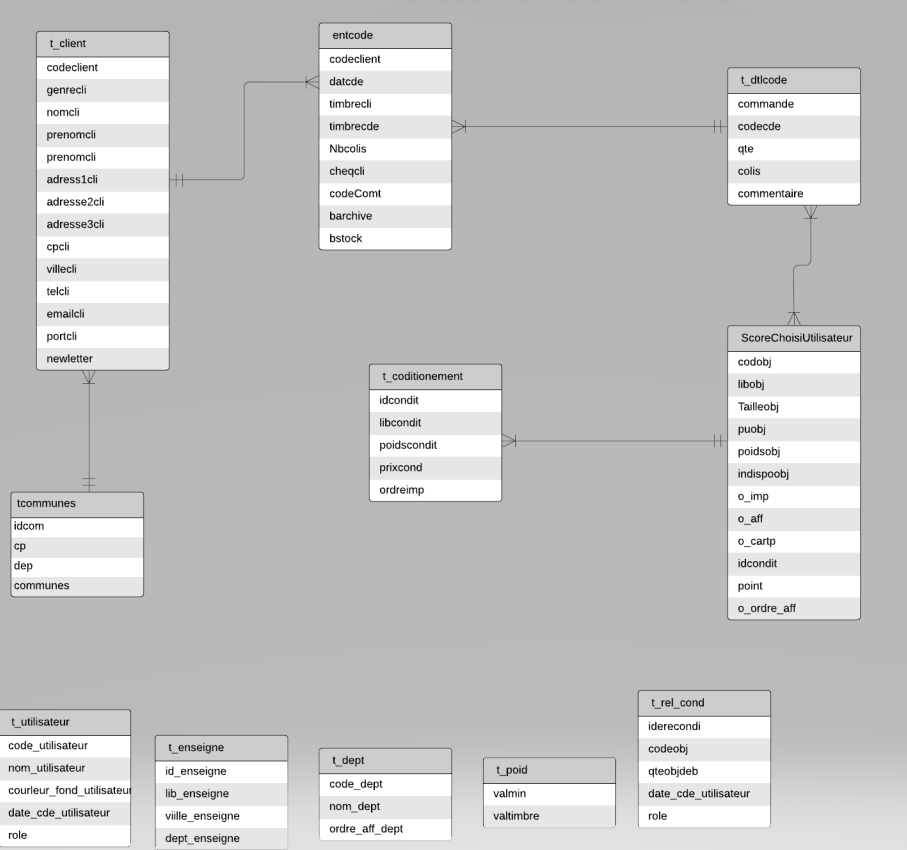 t_client
codeclient
genrecli
nomcli
prenomcli
prenomcli
adress1cli
adresse2cli
adresse3cli
cpcli
villecli
telcli
emailcli
portcli
newletter
entcode
codeclient
datcde
timbrecli
timbrecde
Nbcolis
cheqcli
codeComt
barchive
bstock
t_dtlcode
commande
codecde
qte
colis
commentaire
t_coditionement
idcondit
libcondit
poidscondit
prixcond
ordreimp
ScoreChoisiUtilisateur
codobj
libobj
Tailleobj
puobj
poidsobj
indispoobj
o_imp
o_aff
o_cartp
idcondit
point
o_ordre_aff
tcommunes
idcom
cp
dep
communes
t_utilisateur
code_utilisateur
nom_utilisateur
courleur_fond_utilisateur
date_cde_utilisateur
role
t_enseigne
id_enseigne
lib_enseigne
viille_enseigne
dept_enseigne
t_dept
code_dept
nom_dept
ordre_aff_dept
t_poid
valmin
valtimbre
t_rel_cond
iderecondi
codeobj
qteobjdeb
date_cde_utilisateur
role